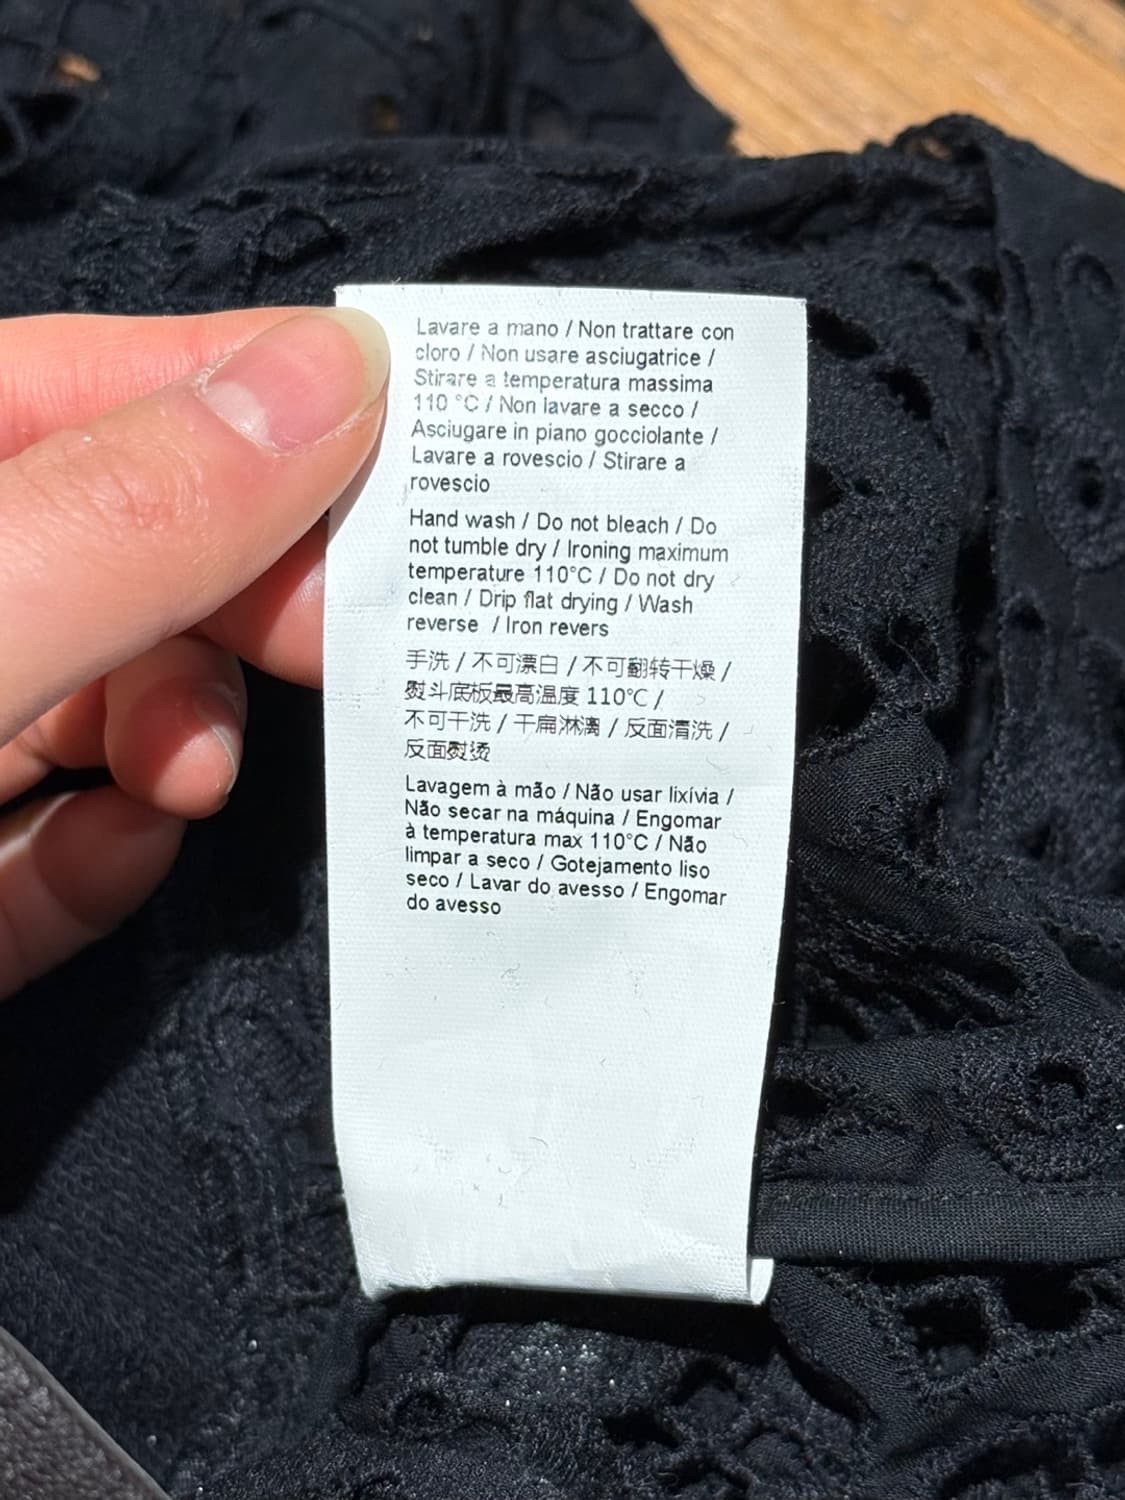 Lavare a mano / Non trattare con
cloro / Non usare asciugatrice /
Stirare a temperatura massima
110 °C / Non lavare a secco /
Asciugare in piano gocciolante /
Lavare a rovescio / Stirare a
rovescio
Hand wash / Do not bleach / Do
not tumble dry / Ironing maximum
temperature 110°C / Do not dry
clean / Drip flat drying / Wash
reverse / Iron revers
手洗 / 不可漂白 / 不可翻转干燥 /
熨斗底板最高温度 110℃ /
不可干洗 / 干扁淋漓 / 反面清洗 /
反面熨烫
Lavagem à mão / Não usar lixívia /
Não secar na máquina / Engomar
à temperatura max 110°C / Não
limpar a seco / Gotejamento liso
seco / Lavar do avesso / Engomar
do avesso